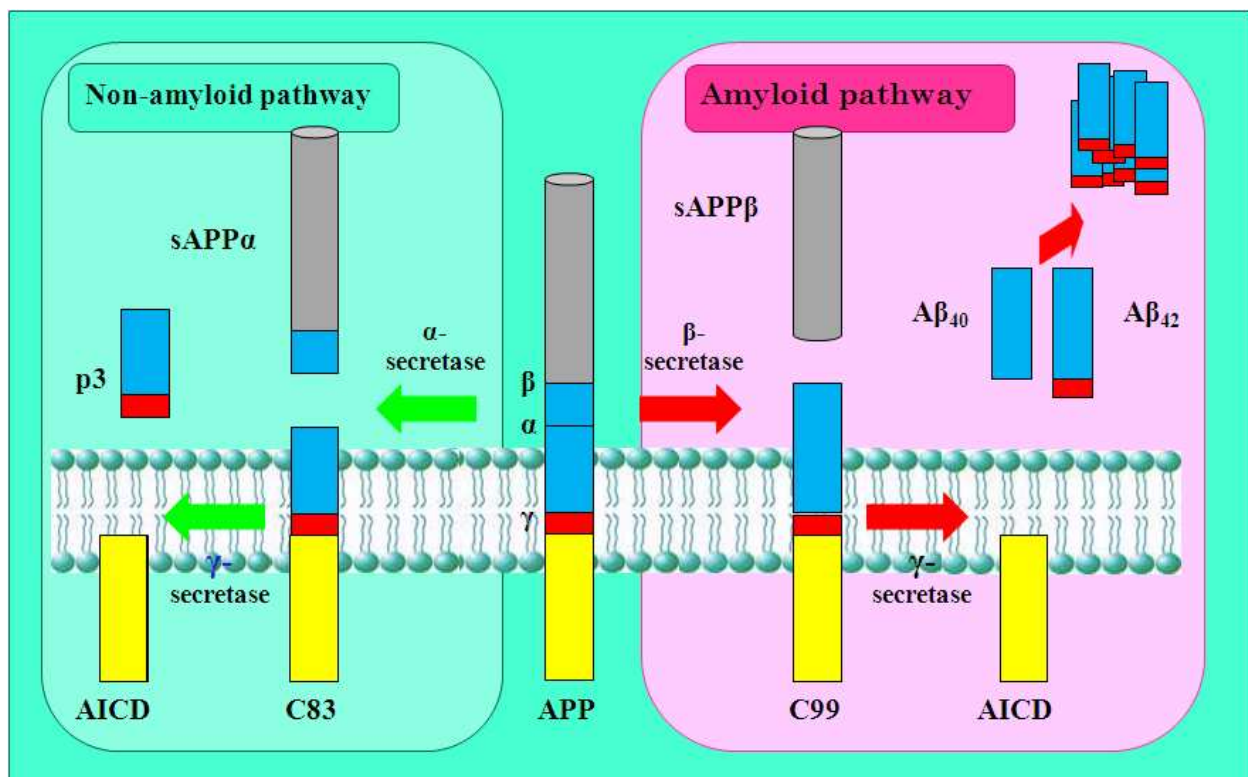 Non-amyloid pathway
Amyloid pathway
sAPPα
sAPPβ
p3
α-
secretase
β
α
γ
β-
secretase
Aβ₄₀
Aβ₄₂
γ-
secretase
γ-
secretase
AICD
C83
APP
C99
AICD